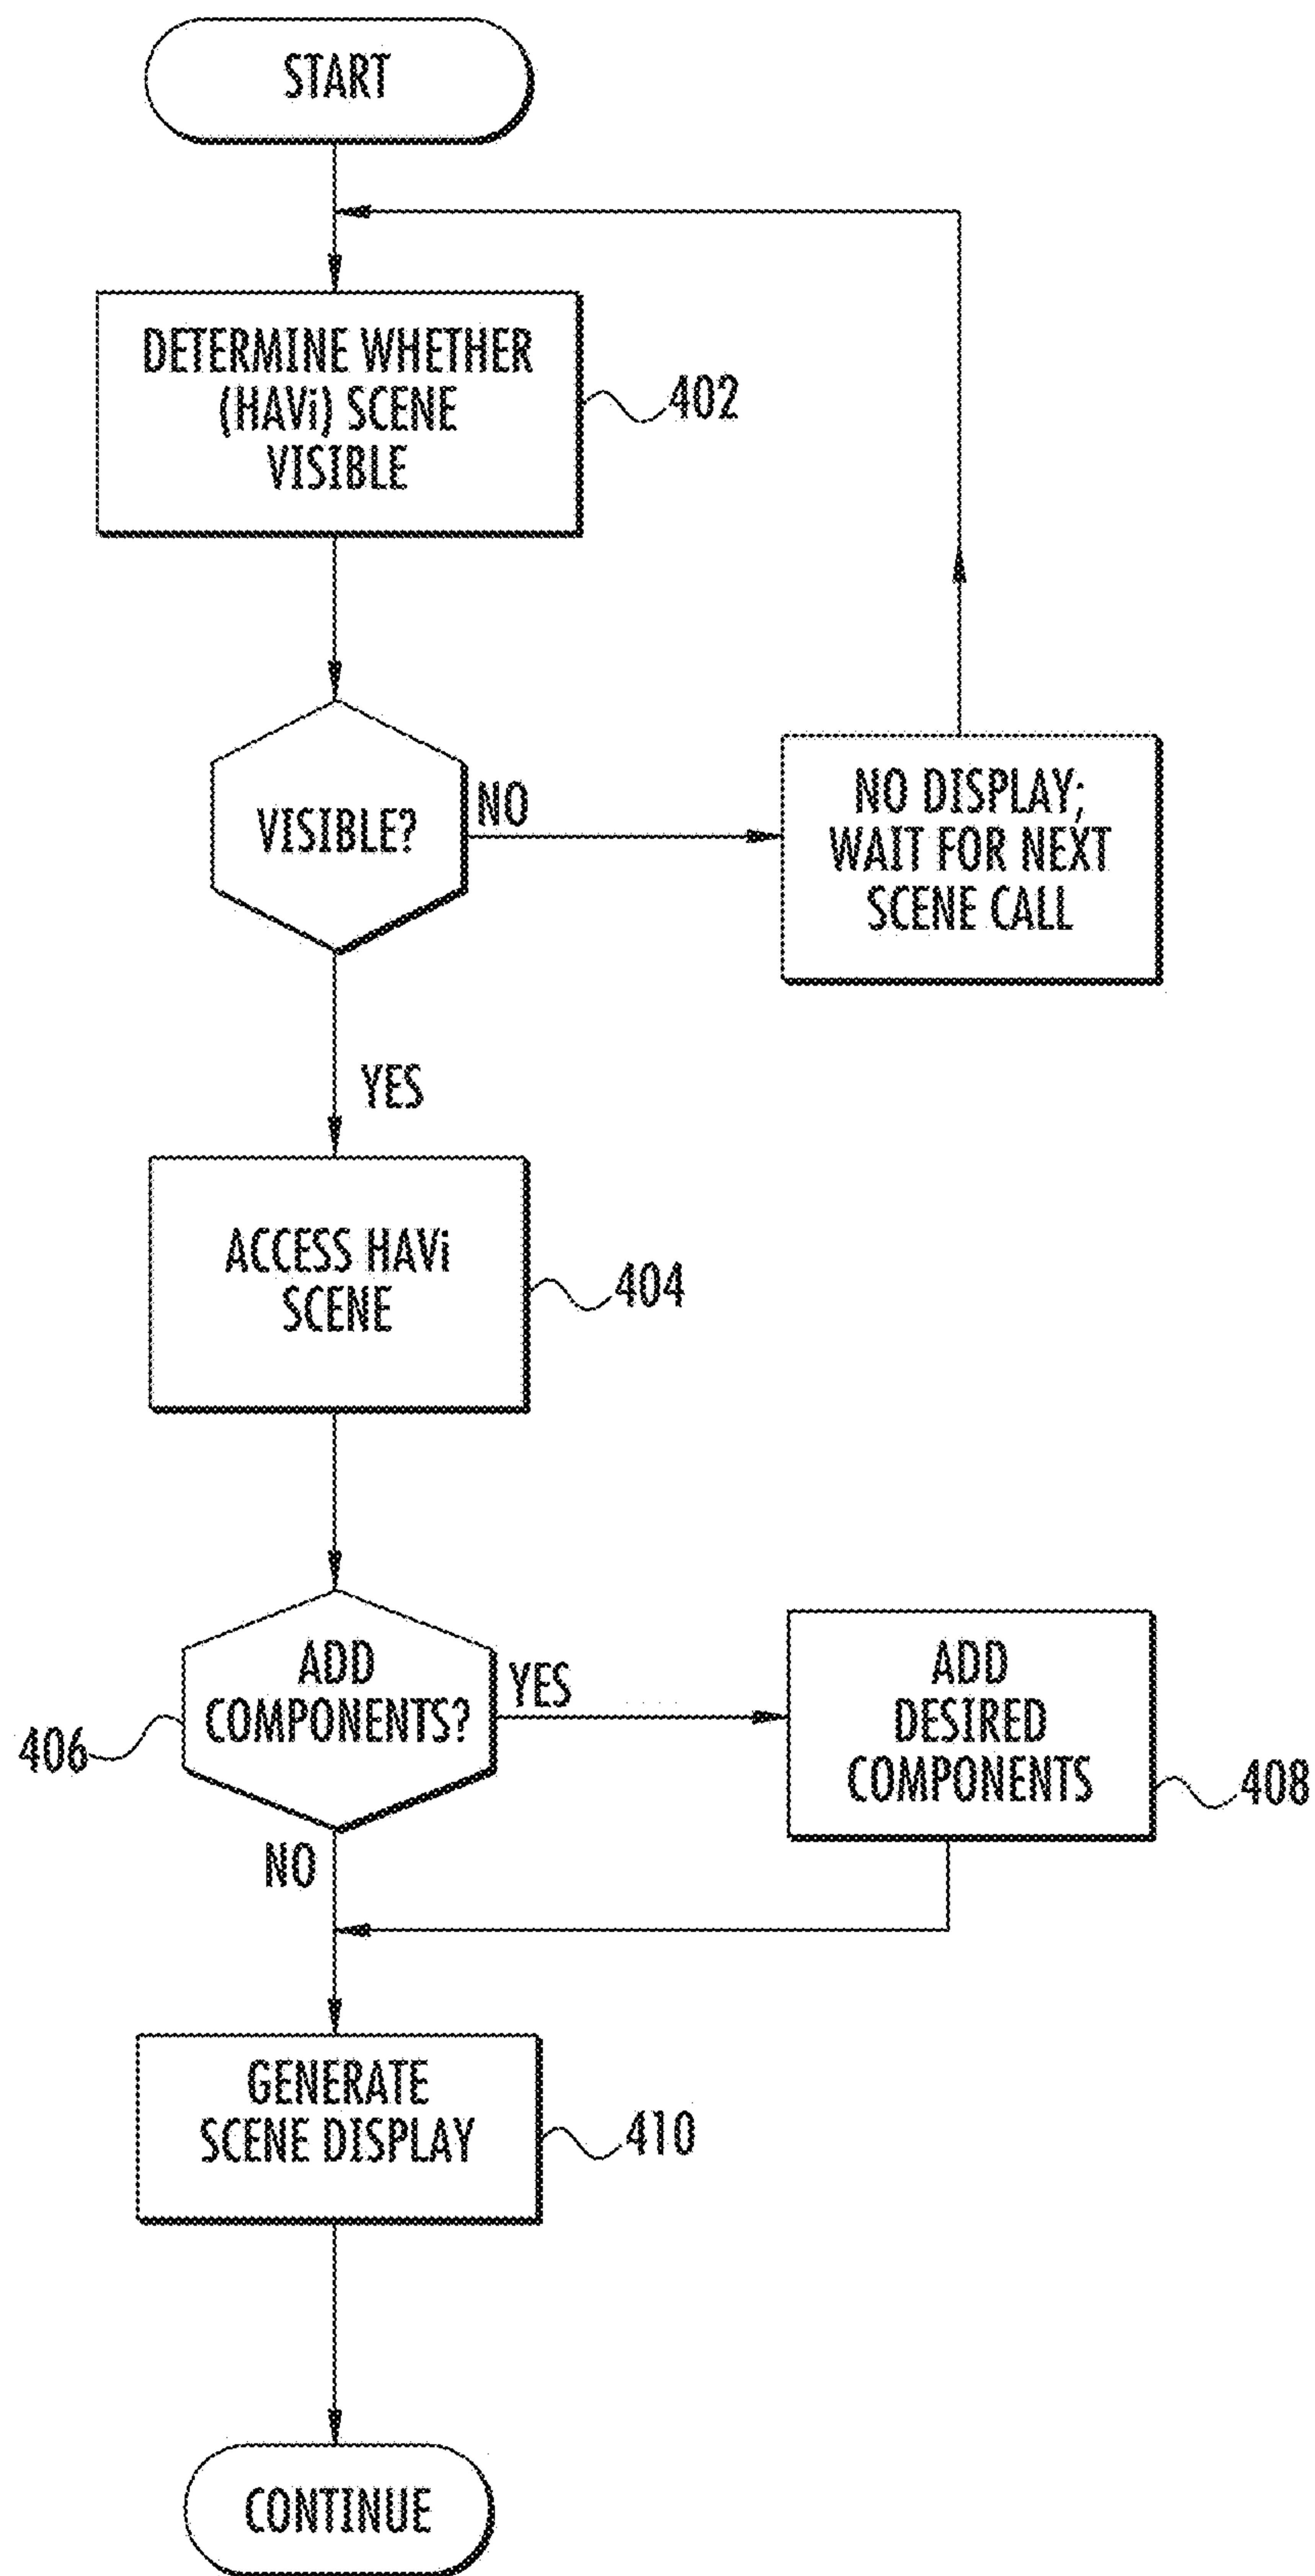 START
DETERMINE WHETHER
(HAVi) SCENE
VISIBLE
402
VISIBLE?
NO
NO DISPLAY;
WAIT FOR NEXT
SCENE CALL
YES
ACCESS HAVi
SCENE
404
ADD
COMPONENTS?
406
YES
ADD
DESIRED
COMPONENTS
408
NO
GENERATE
SCENE DISPLAY
410
CONTINUE